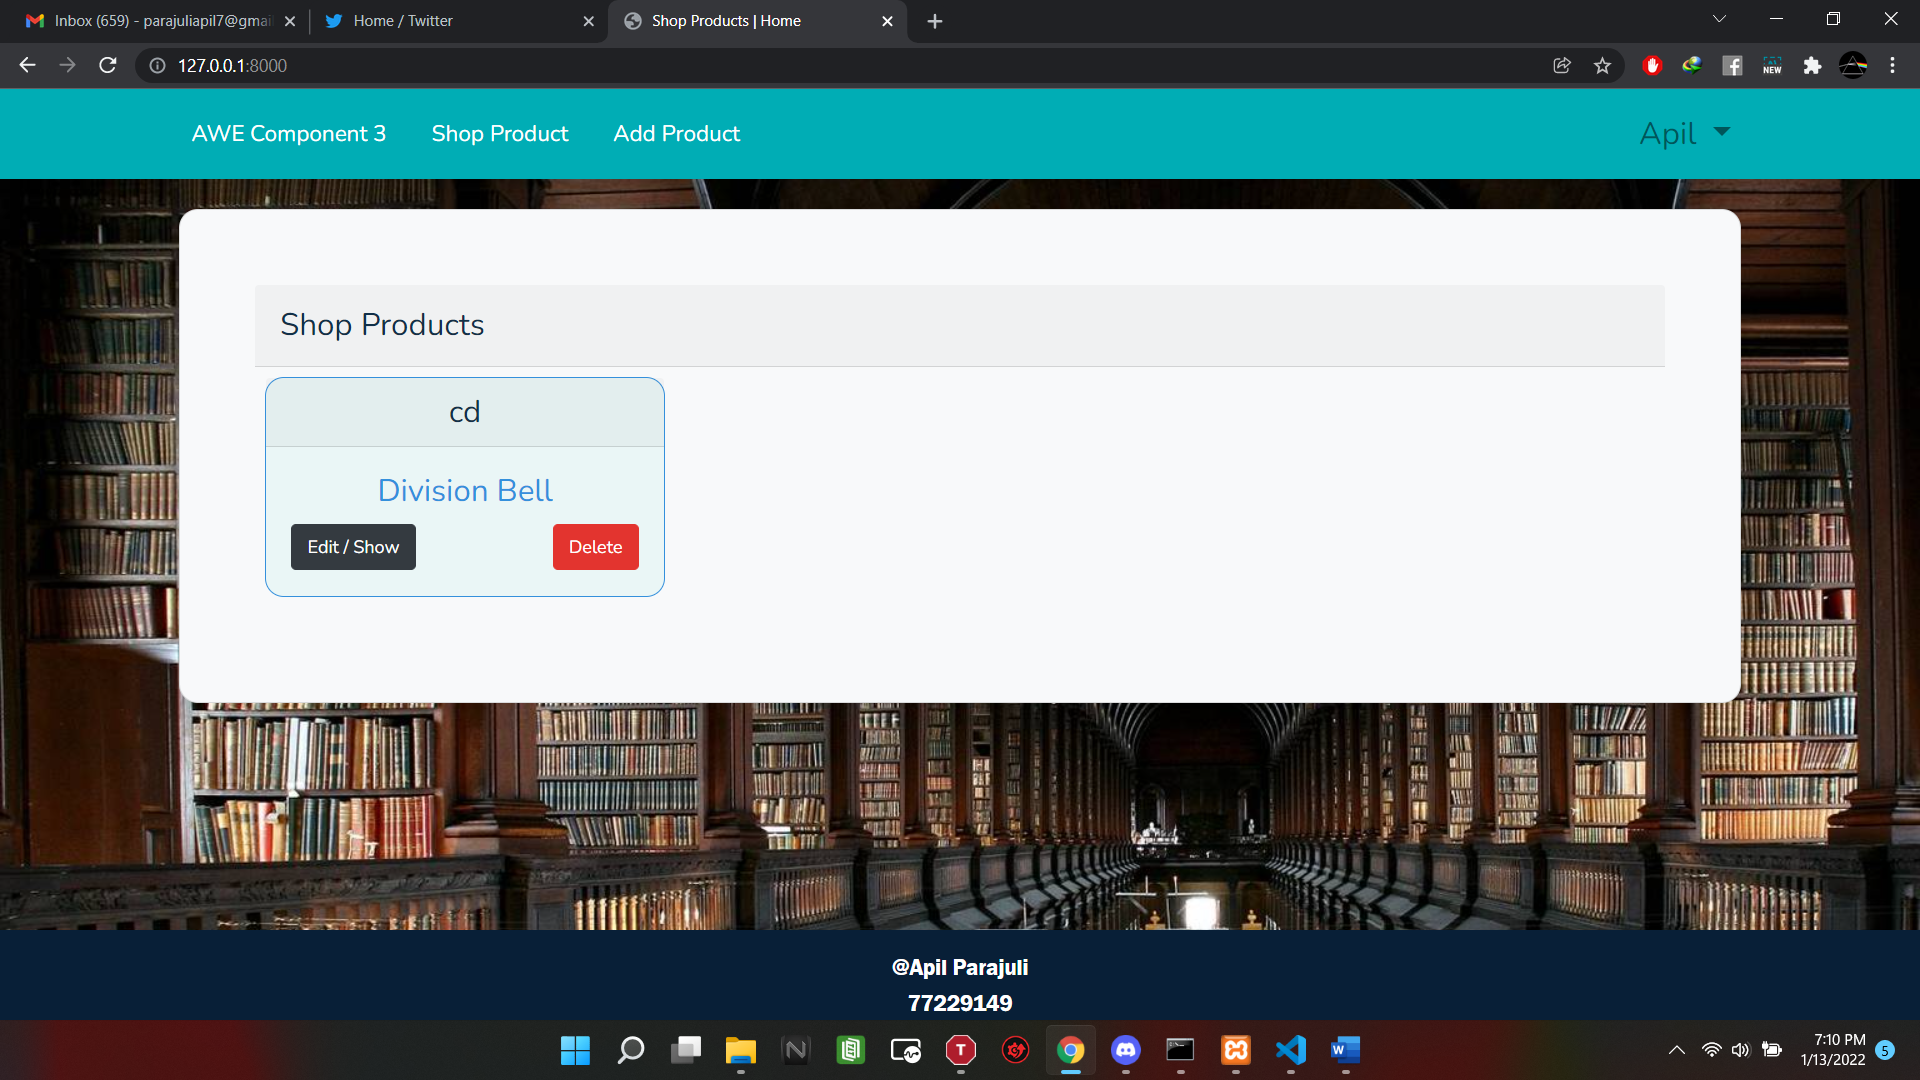 Inbox (659) - parajuliapil7@gmai
Home / Twitter
Shop Products | Home
127.0.0.1:8000
NEW
AWE Component 3
Shop Product
Add Product
Apil
Shop Products
cd
Division Bell
Edit / Show
Delete
@Apil Parajuli
77229149
7:10 PM
1/13/2022
5